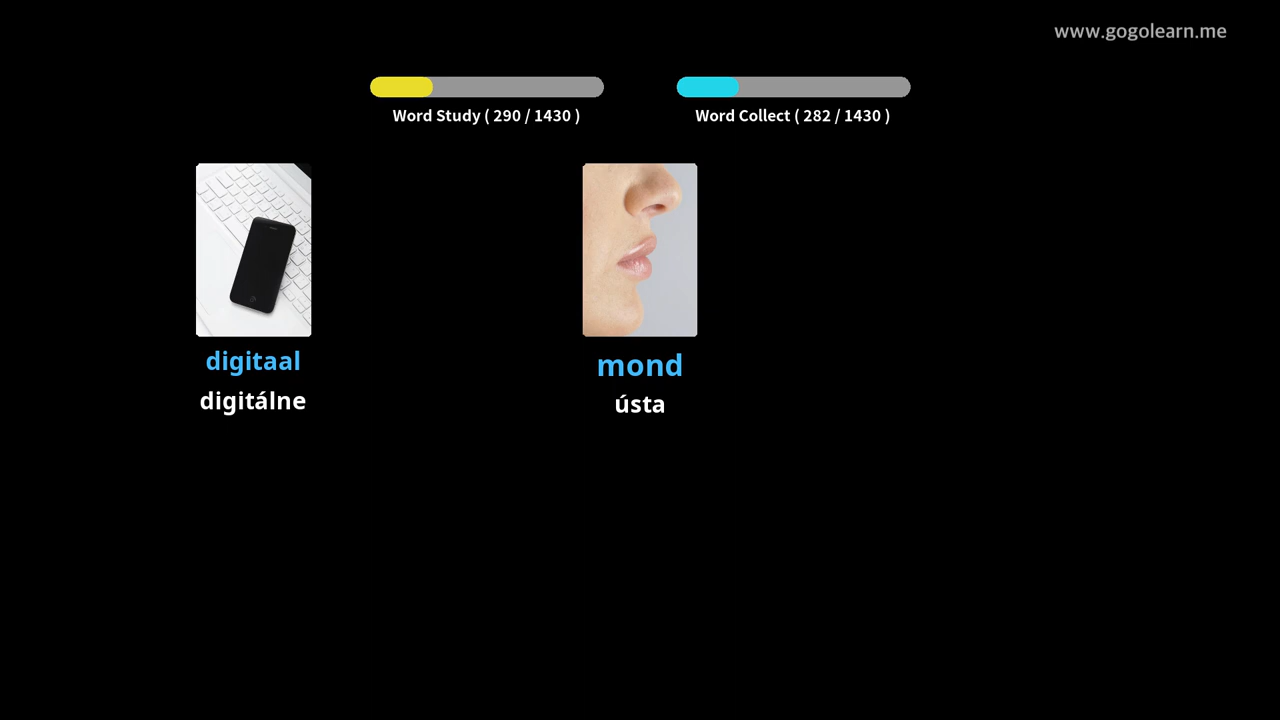 www.gogolearn.me
Word Study ( 290 / 1430 )
Word Collect ( 282 / 1430 )
digitaal
digitálne
mond
ústa